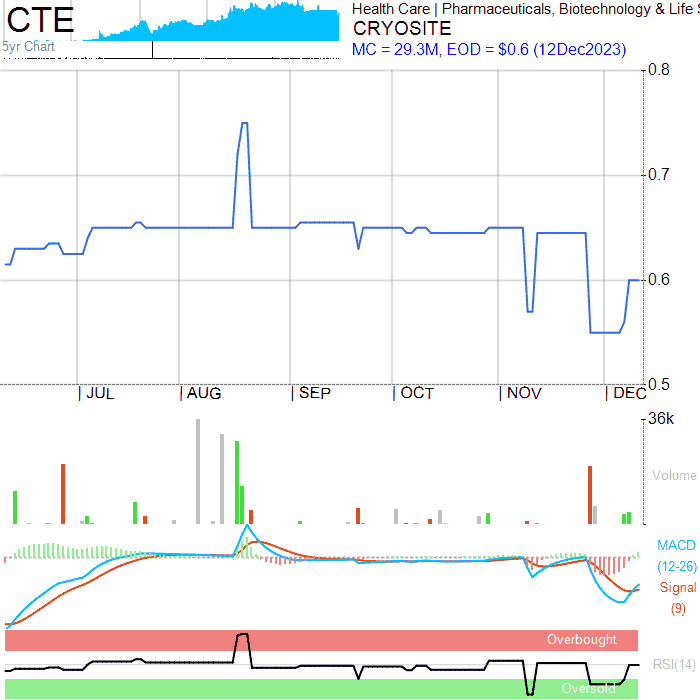 CTE
5yr Chart
Health Care | Pharmaceuticals, Biotechnology & Life S
CRYOSITE
MC = 29.3M, EOD = $0.6 (12Dec2023)
0.8
0.7
0.6
0.5
| JUL | AUG | SEP | OCT | NOV | DEC
36k
Volume
MACD
(12-26)
Signal
(9)
Overbought
RSI(14)
Oversold